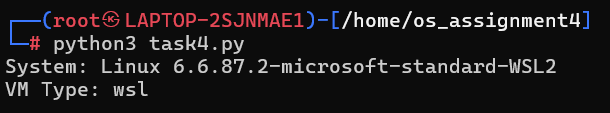 ┌──(root㉿LAPTOP-2SJNMAE1)-[/home/os_assignment4]
└─# python3 task4.py
System: Linux 6.6.87.2-microsoft-standard-WSL2
VM Type: wsl